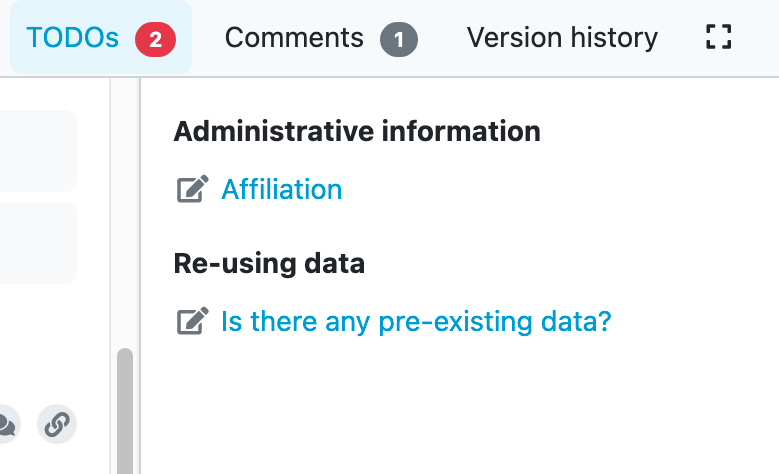 TODOs 2 Comments 1 Version history
Administrative information
Affiliation
Re-using data
Is there any pre-existing data?